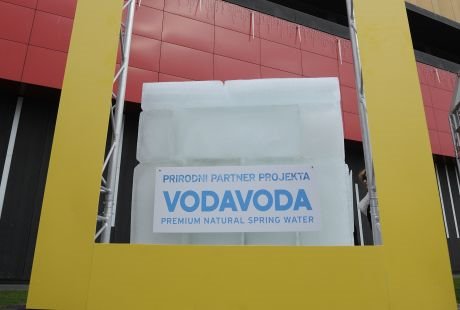 PRIRODNI PARTNER PROJEKTA
VODAVODA
PREMIUM NATURAL SPRING WATER